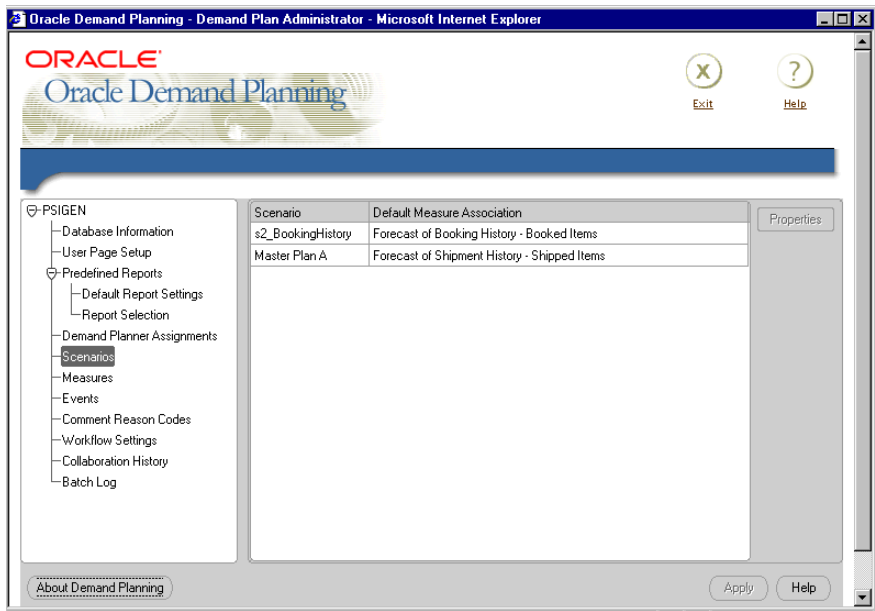 Oracle Demand Planning - Demand Plan Administrator - Microsoft Internet Explorer
ORACLE
Oracle Demand Planning
X
?
Exit
Help
PSIGEN
Database Information
User Page Setup
Predefined Reports
Default Report Settings
Report Selection
Demand Planner Assignments
Scenarios
Measures
Events
Comment Reason Codes
Workflow Settings
Collaboration History
Batch Log
Scenario Default Measure Association
s2_BookingHistory Forecast of Booking History - Booked Items
Master Plan A Forecast of Shipment History - Shipped Items
Properties
About Demand Planning
Apply
Help